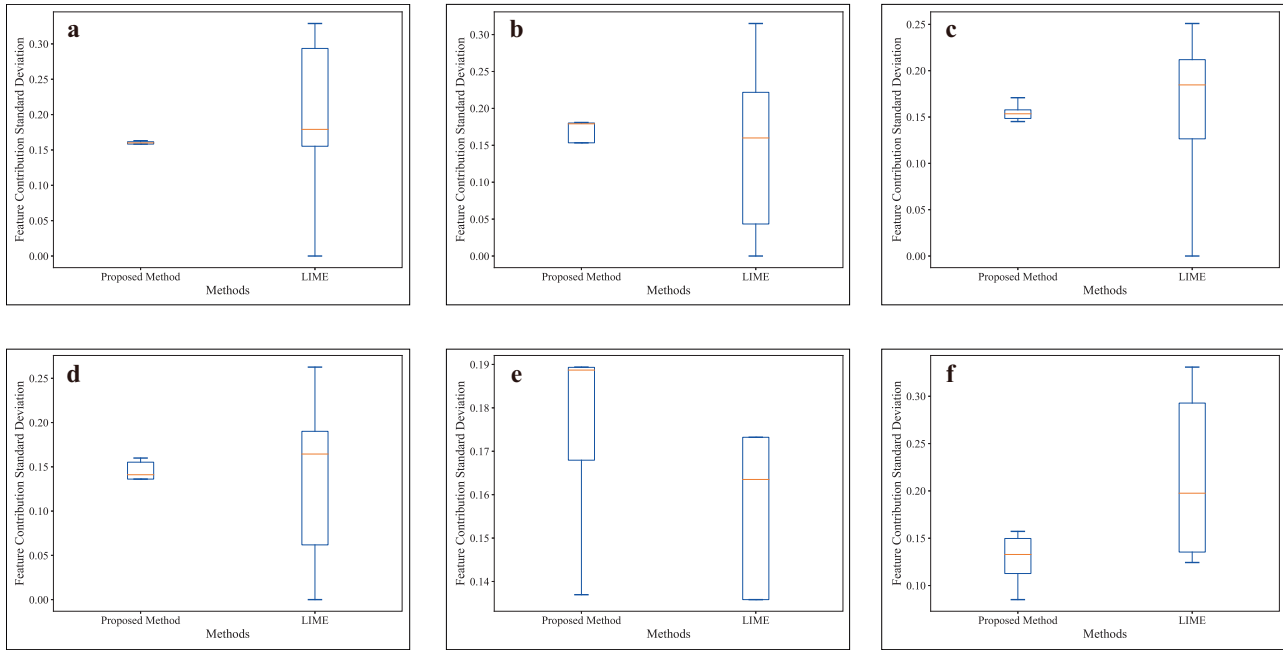 a
Feature Contribution Standard Deviation
0.30
0.25
0.20
0.15
0.10
0.05
0.00
Proposed Method LIME
Methods
b
Feature Contribution Standard Deviation
0.30
0.25
0.20
0.15
0.10
0.05
0.00
Proposed Method LIME
Methods
c
Feature Contribution Standard Deviation
0.25
0.20
0.15
0.10
0.05
0.00
Proposed Method LIME
Methods
d
Feature Contribution Standard Deviation
0.25
0.20
0.15
0.10
0.05
0.00
Proposed Method LIME
Methods
e
Feature Contribution Standard Deviation
0.19
0.18
0.17
0.16
0.15
0.14
Proposed Method LIME
Methods
f
Feature Contribution Standard Deviation
0.30
0.25
0.20
0.15
0.10
Proposed Method LIME
Methods